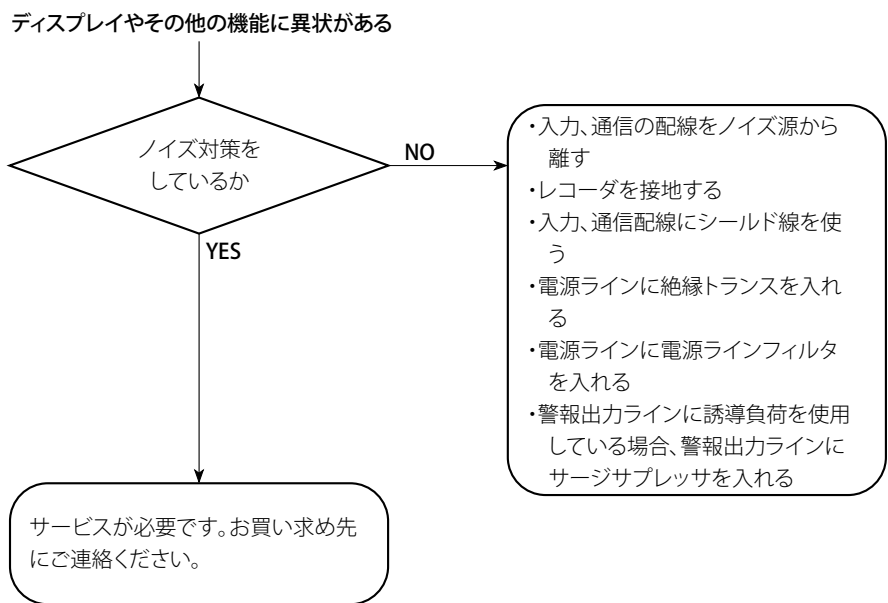 ディスプレイやその他の機能に異状がある
ノイズ対策を
しているか
NO
・入力、通信の配線をノイズ源から
離す
・レコーダを接地する
・入力、通信配線にシールド線を使
う
・電源ラインに絶縁トランスを入れ
る
・電源ラインに電源ラインフィルタ
を入れる
・警報出力ラインに誘導負荷を使用
している場合、警報出力ラインに
サージサプレッサを入れる
YES
サービスが必要です。お買い求め先
にご連絡ください。